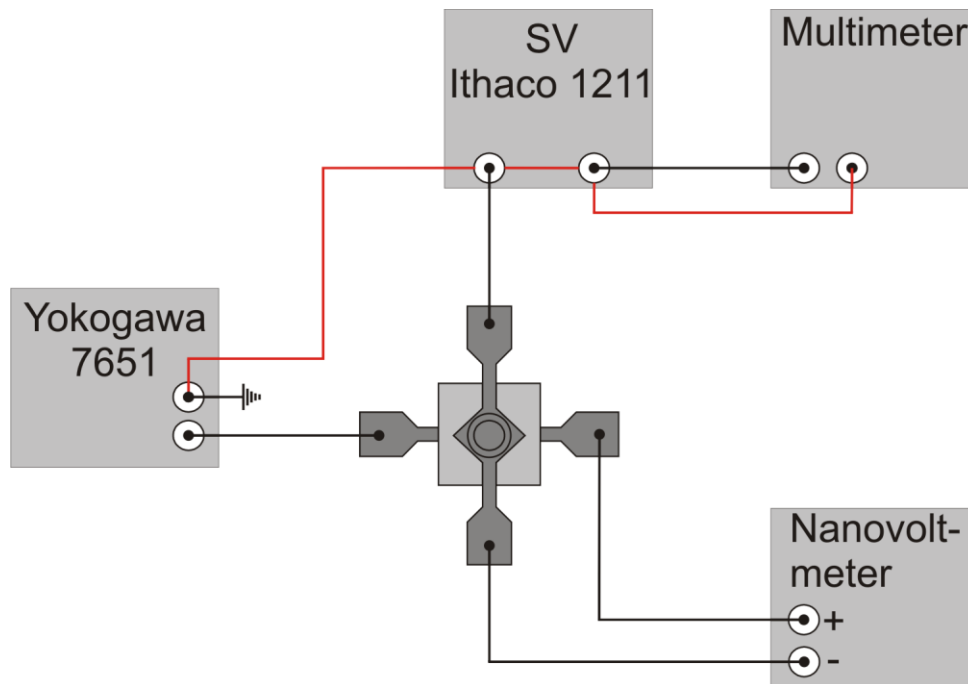 SV
Ithaco 1211
Multimeter
Yokogawa
7651
Nanovolt-
meter
+
-